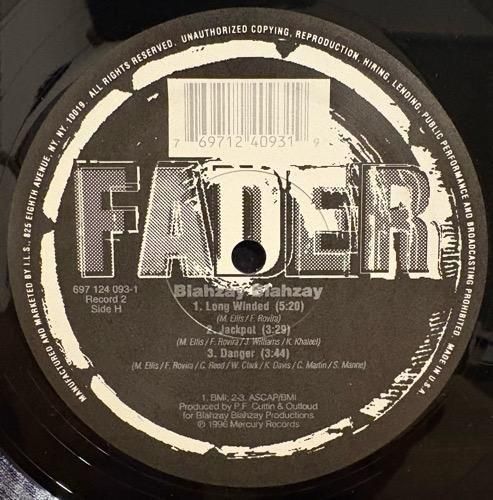 MANUFACTURED AND MARKETED BY I.L.S., 825 EIGHTH AVENUE, NY, NY, 10019. ALL RIGHTS RESERVED. UNAUTHORIZED COPYING, REPRODUCTION, HIRING, LENDING, PUBLIC PERFORMANCE AND BROADCASTING PROHIBITED. MADE IN U.S.A.
7 69712 40931 9
FADER
697 124 093-1
Record 2
Side H
Blahzay Blahzay
1. Long Winded (5:20)
(M. Ellis / F. Rovira)
2. Jackpot (3:29)
(M. Ellis / F. Rovira / J. Williams / K. Khaleel)
3. Danger (3:44)
(M. Ellis / F. Rovira / C. Reed / W. Clark / K. Davis / C. Martin / S. Manne)
1. BMI; 2-3. ASCAP/BMI
Produced by P.F. Cuttin & Outloud
for Blahzay Blahzay Productions
℗ 1996 Mercury Records